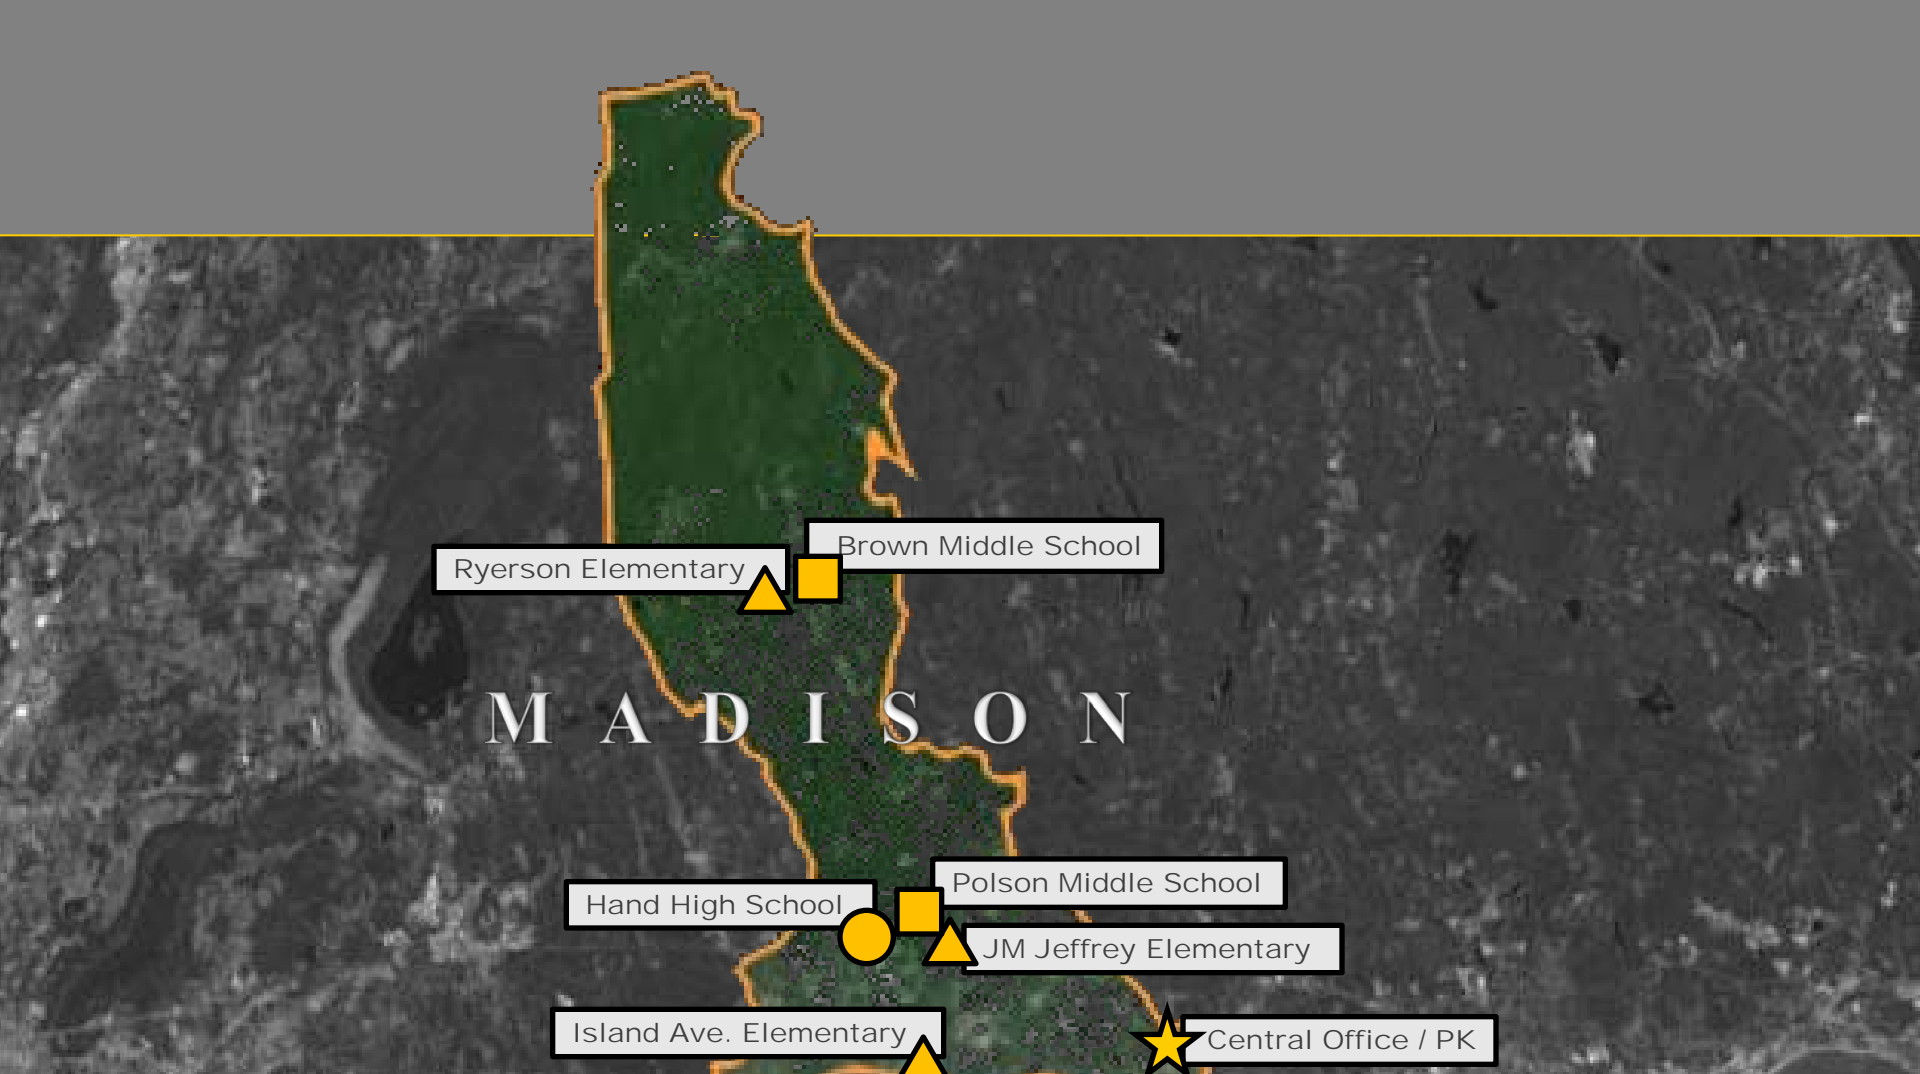 Brown Middle School
Ryerson Elementary
MADISON
Polson Middle School
Hand High School
JM Jeffrey Elementary
Island Ave. Elementary
Central Office / PK